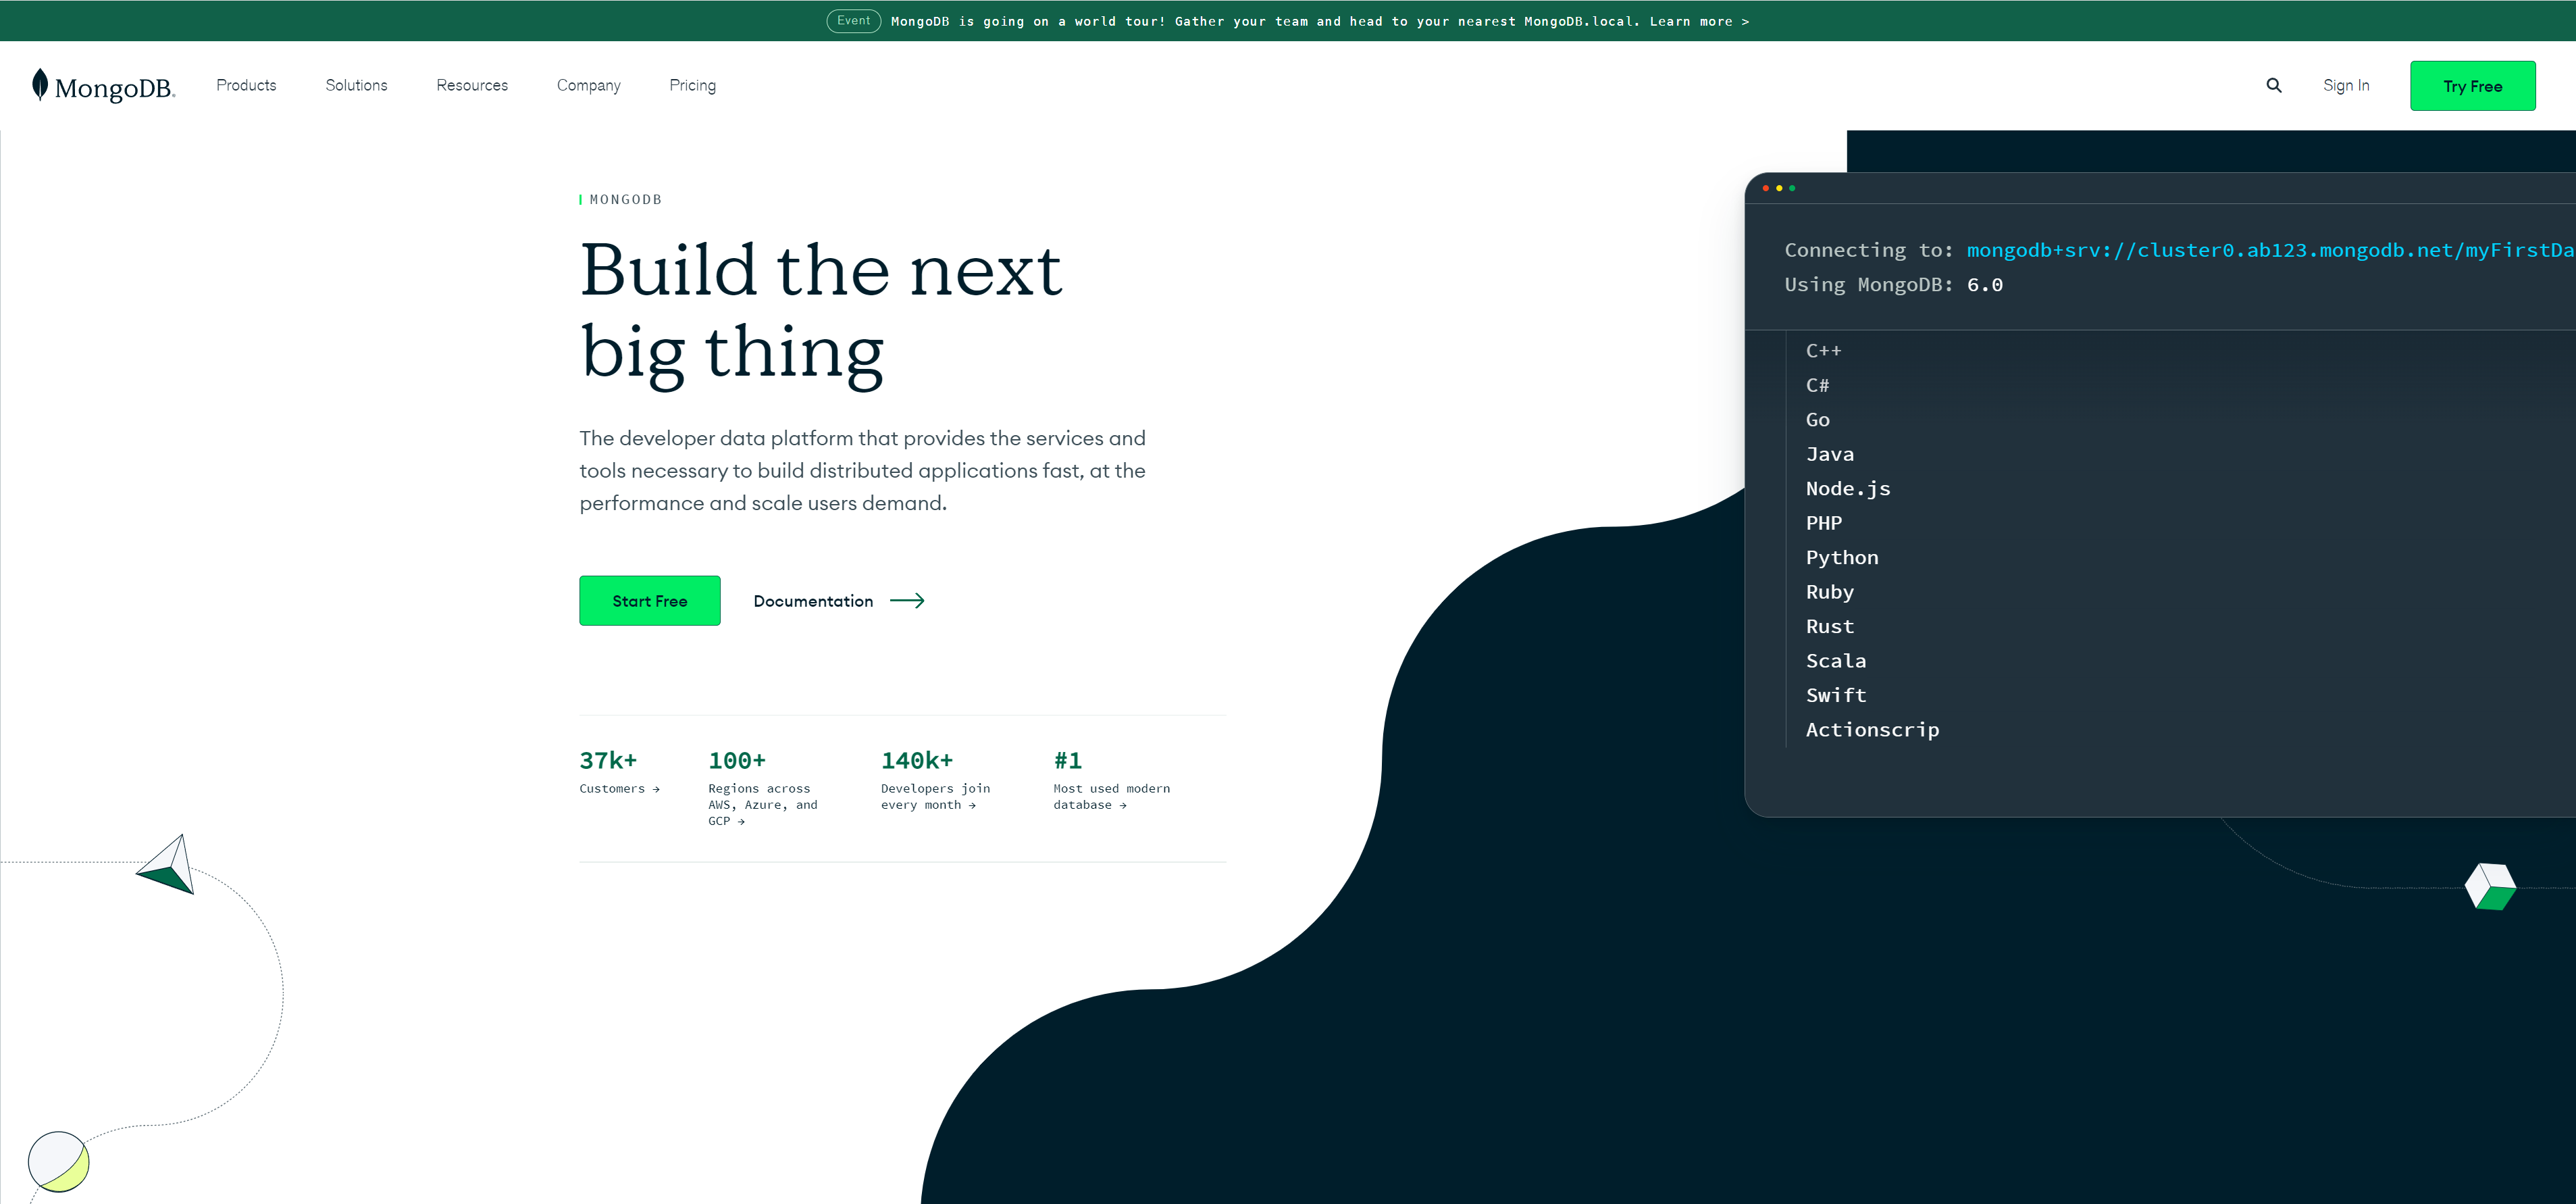 Event MongoDB is going on a world tour! Gather your team and head to your nearest MongoDB.local. Learn more >
MongoDB. Products Solutions Resources Company Pricing Sign In Try Free
MONGODB
Build the next
big thing
The developer data platform that provides the services and
tools necessary to build distributed applications fast, at the
performance and scale users demand.
Start Free Documentation
37k+
Customers →
100+
Regions across
AWS, Azure, and
GCP →
140k+
Developers join
every month →
#1
Most used modern
database →
Connecting to: mongodb+srv://cluster0.ab123.mongodb.net/myFirstDa
Using MongoDB: 6.0
C++
C#
Go
Java
Node.js
PHP
Python
Ruby
Rust
Scala
Swift
Actionscrip